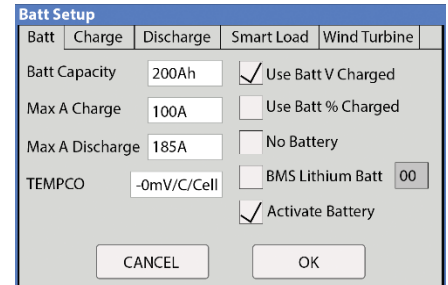 Batt Setup
Batt Charge Discharge Smart Load Wind Turbine
Batt Capacity 200Ah Use Batt V Charged
Max A Charge 100A Use Batt % Charged
Max A Discharge 185A No Battery
TEMPCO -0mV/C/Cell BMS Lithium Batt 00
Activate Battery
CANCEL OK